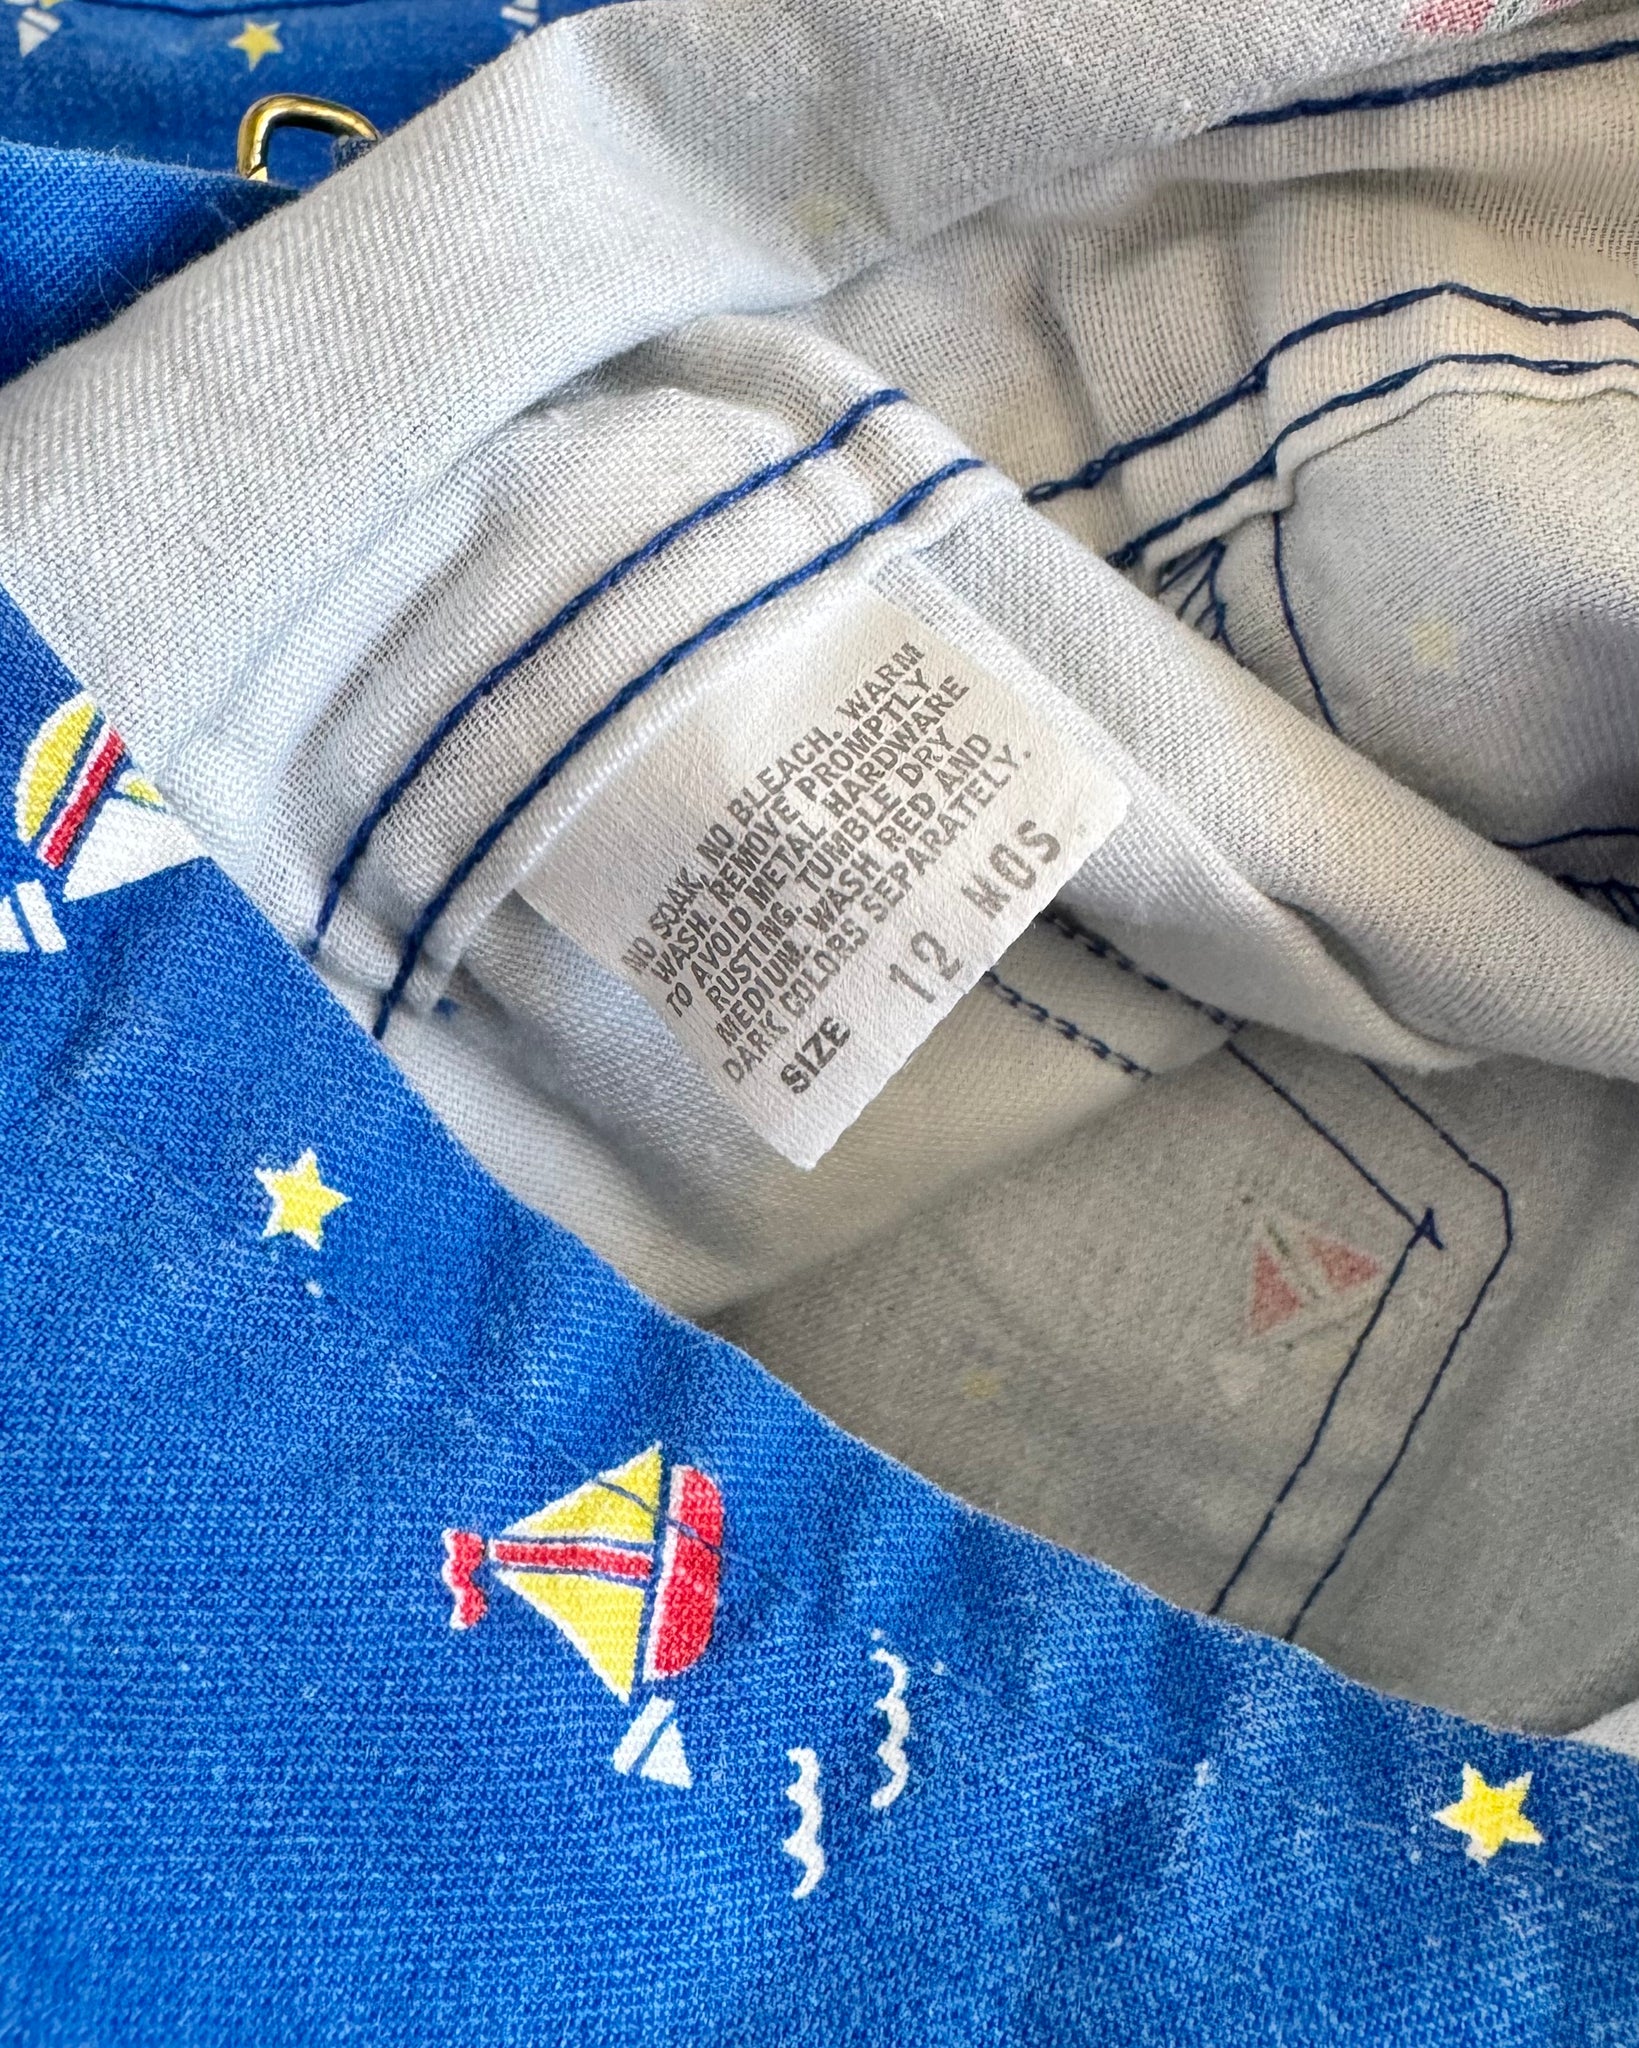 NO SOAK, NO BLEACH. WARM
WASH. REMOVE PROMPTLY
TO AVOID METAL HARDWARE
RUSTING. TUMBLE DRY
MEDIUM. WASH RED AND
DARK COLORS SEPARATELY.
SIZE 12 MOS